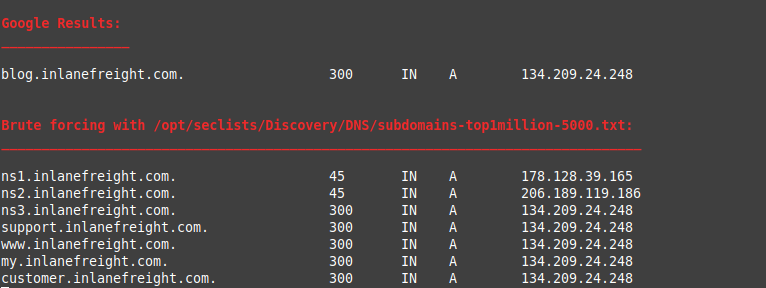 Google Results:
blog.inlanefreight.com. 300 IN A 134.209.24.248
Brute forcing with /opt/seclists/Discovery/DNS/subdomains-top1million-5000.txt:
ns1.inlanefreight.com. 45 IN A 178.128.39.165
ns2.inlanefreight.com. 45 IN A 206.189.119.186
ns3.inlanefreight.com. 300 IN A 134.209.24.248
support.inlanefreight.com. 300 IN A 134.209.24.248
www.inlanefreight.com. 300 IN A 134.209.24.248
my.inlanefreight.com. 300 IN A 134.209.24.248
customer.inlanefreight.com. 300 IN A 134.209.24.248